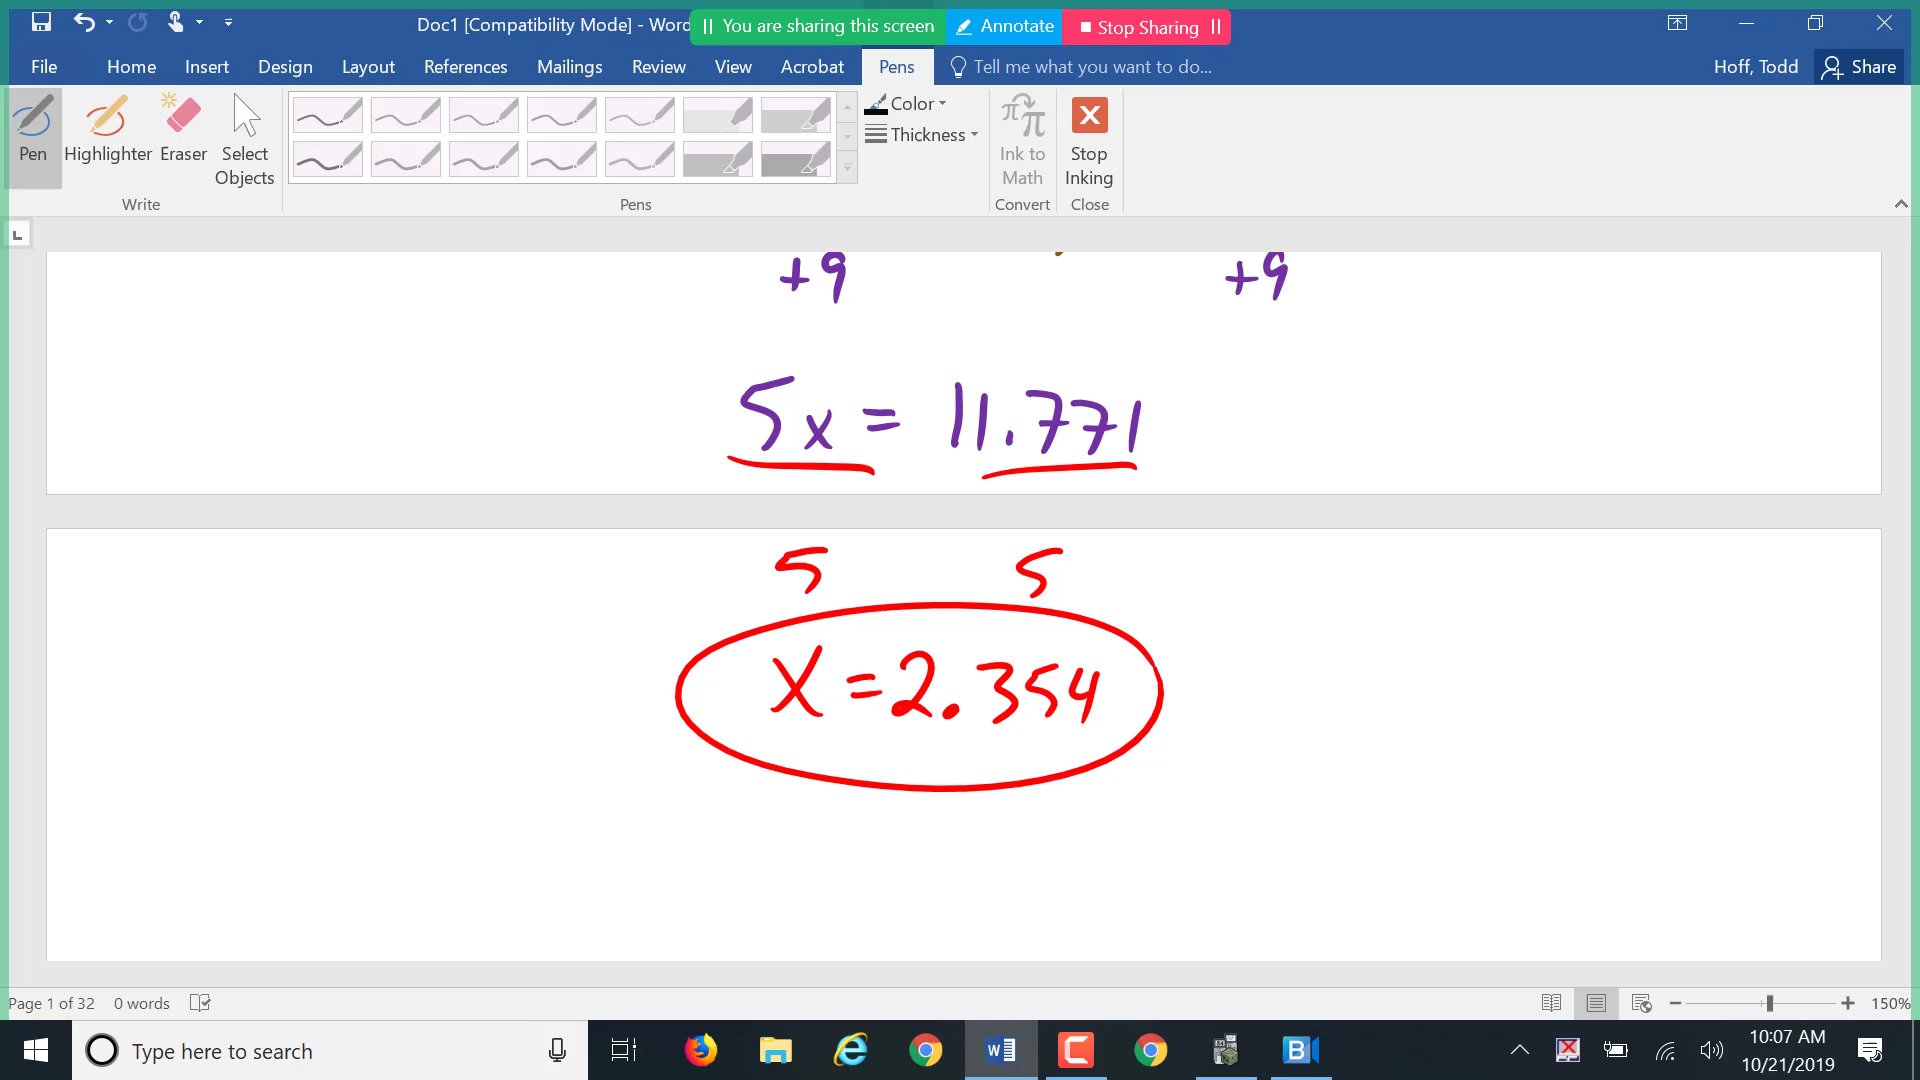 Doc1 [Compatibility Mode] - Word
You are sharing this screen
Annotate
Stop Sharing
File
Home
Insert
Design
Layout
References
Mailings
Review
View
Acrobat
Pens
Tell me what you want to do...
Hoff, Todd
Share
Pen
Highlighter
Eraser
Select
Objects
Write
Pens
Color
Thickness
Ink to
Math
Convert
Stop
Inking
Close
+9 +9
5x = 11.771
5 5
x = 2.354
Page 1 of 32
0 words
150%
Type here to search
10:07 AM
10/21/2019